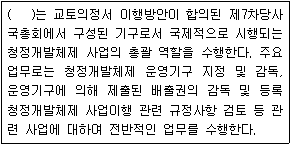 (    )는 교토의정서 이행방안이 합의된 제7차당사
국총회에서 구성된 기구로서 국제적으로 시행되는
청정개발체제 사업의 총괄 역할을 수행한다. 주요
업무로는 청정개발체제 운영기구 지정 및 감독,
운영기구에 의해 제출된 배출권의 감독 및 등록
청정개발체제 사업이행 관련 규정사항 검토 등 관
련 사업에 대하여 전반적인 업무를 수행한다.